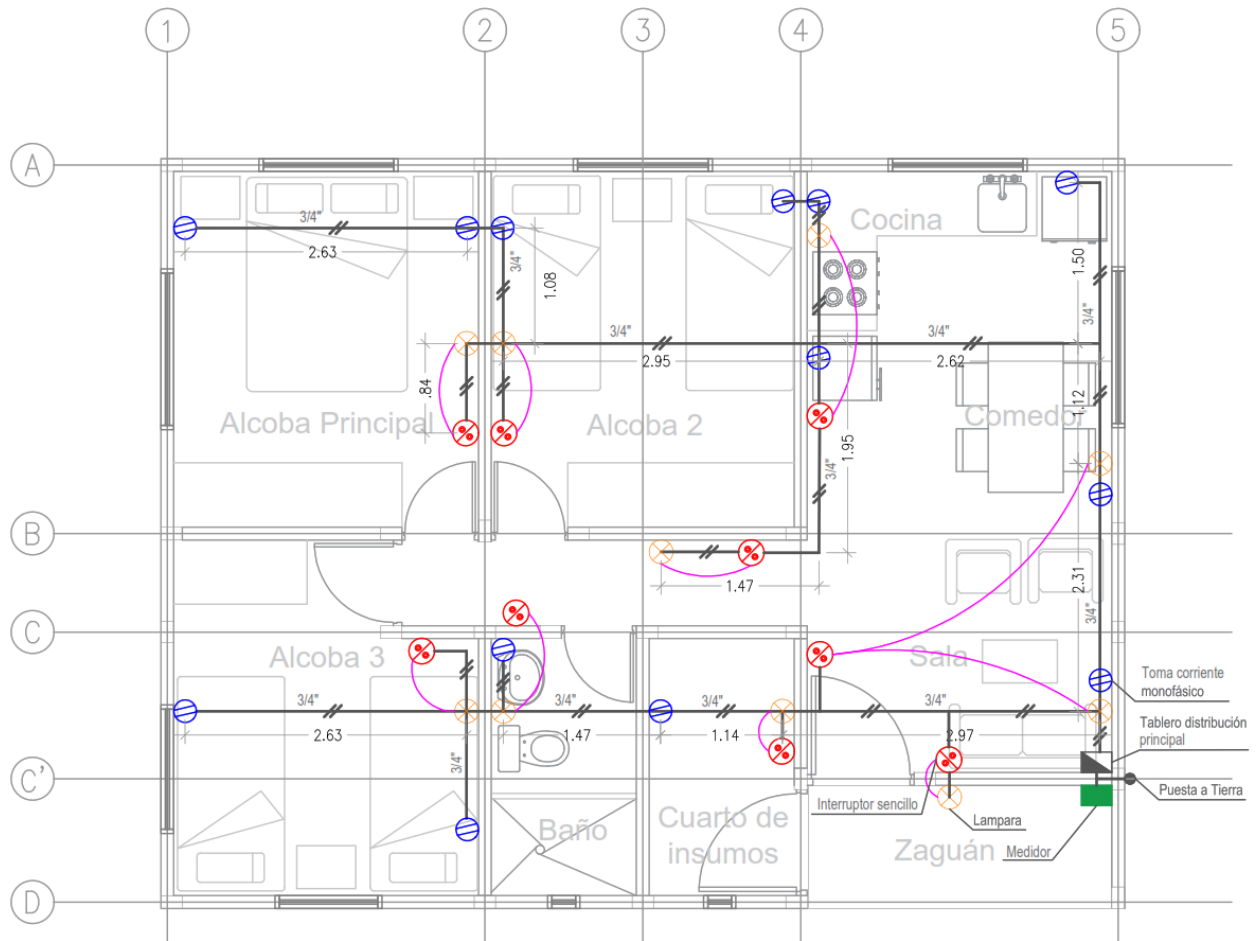 1 2 3 4 5
A
3/4"
2.63
3/4"
1.08
Cocina
1.50
3/4"
3/4"
2.95
3/4"
2.62
.84
Alcoba Principal
Alcoba 2
Comedor
1.12
1.95
3/4"
B
1.47
2.31
3/4"
C
Alcoba 3
Sala
Toma corriente
monofásico
3/4"
3/4"
3/4"
3/4"
2.63
1.47
1.14
2.97
Tablero distribución
principal
3/4"
C'
Puesta a Tierra
Interruptor sencillo
Lampara
Baño
Cuarto de
insumos
Zaguán
Medidor
D